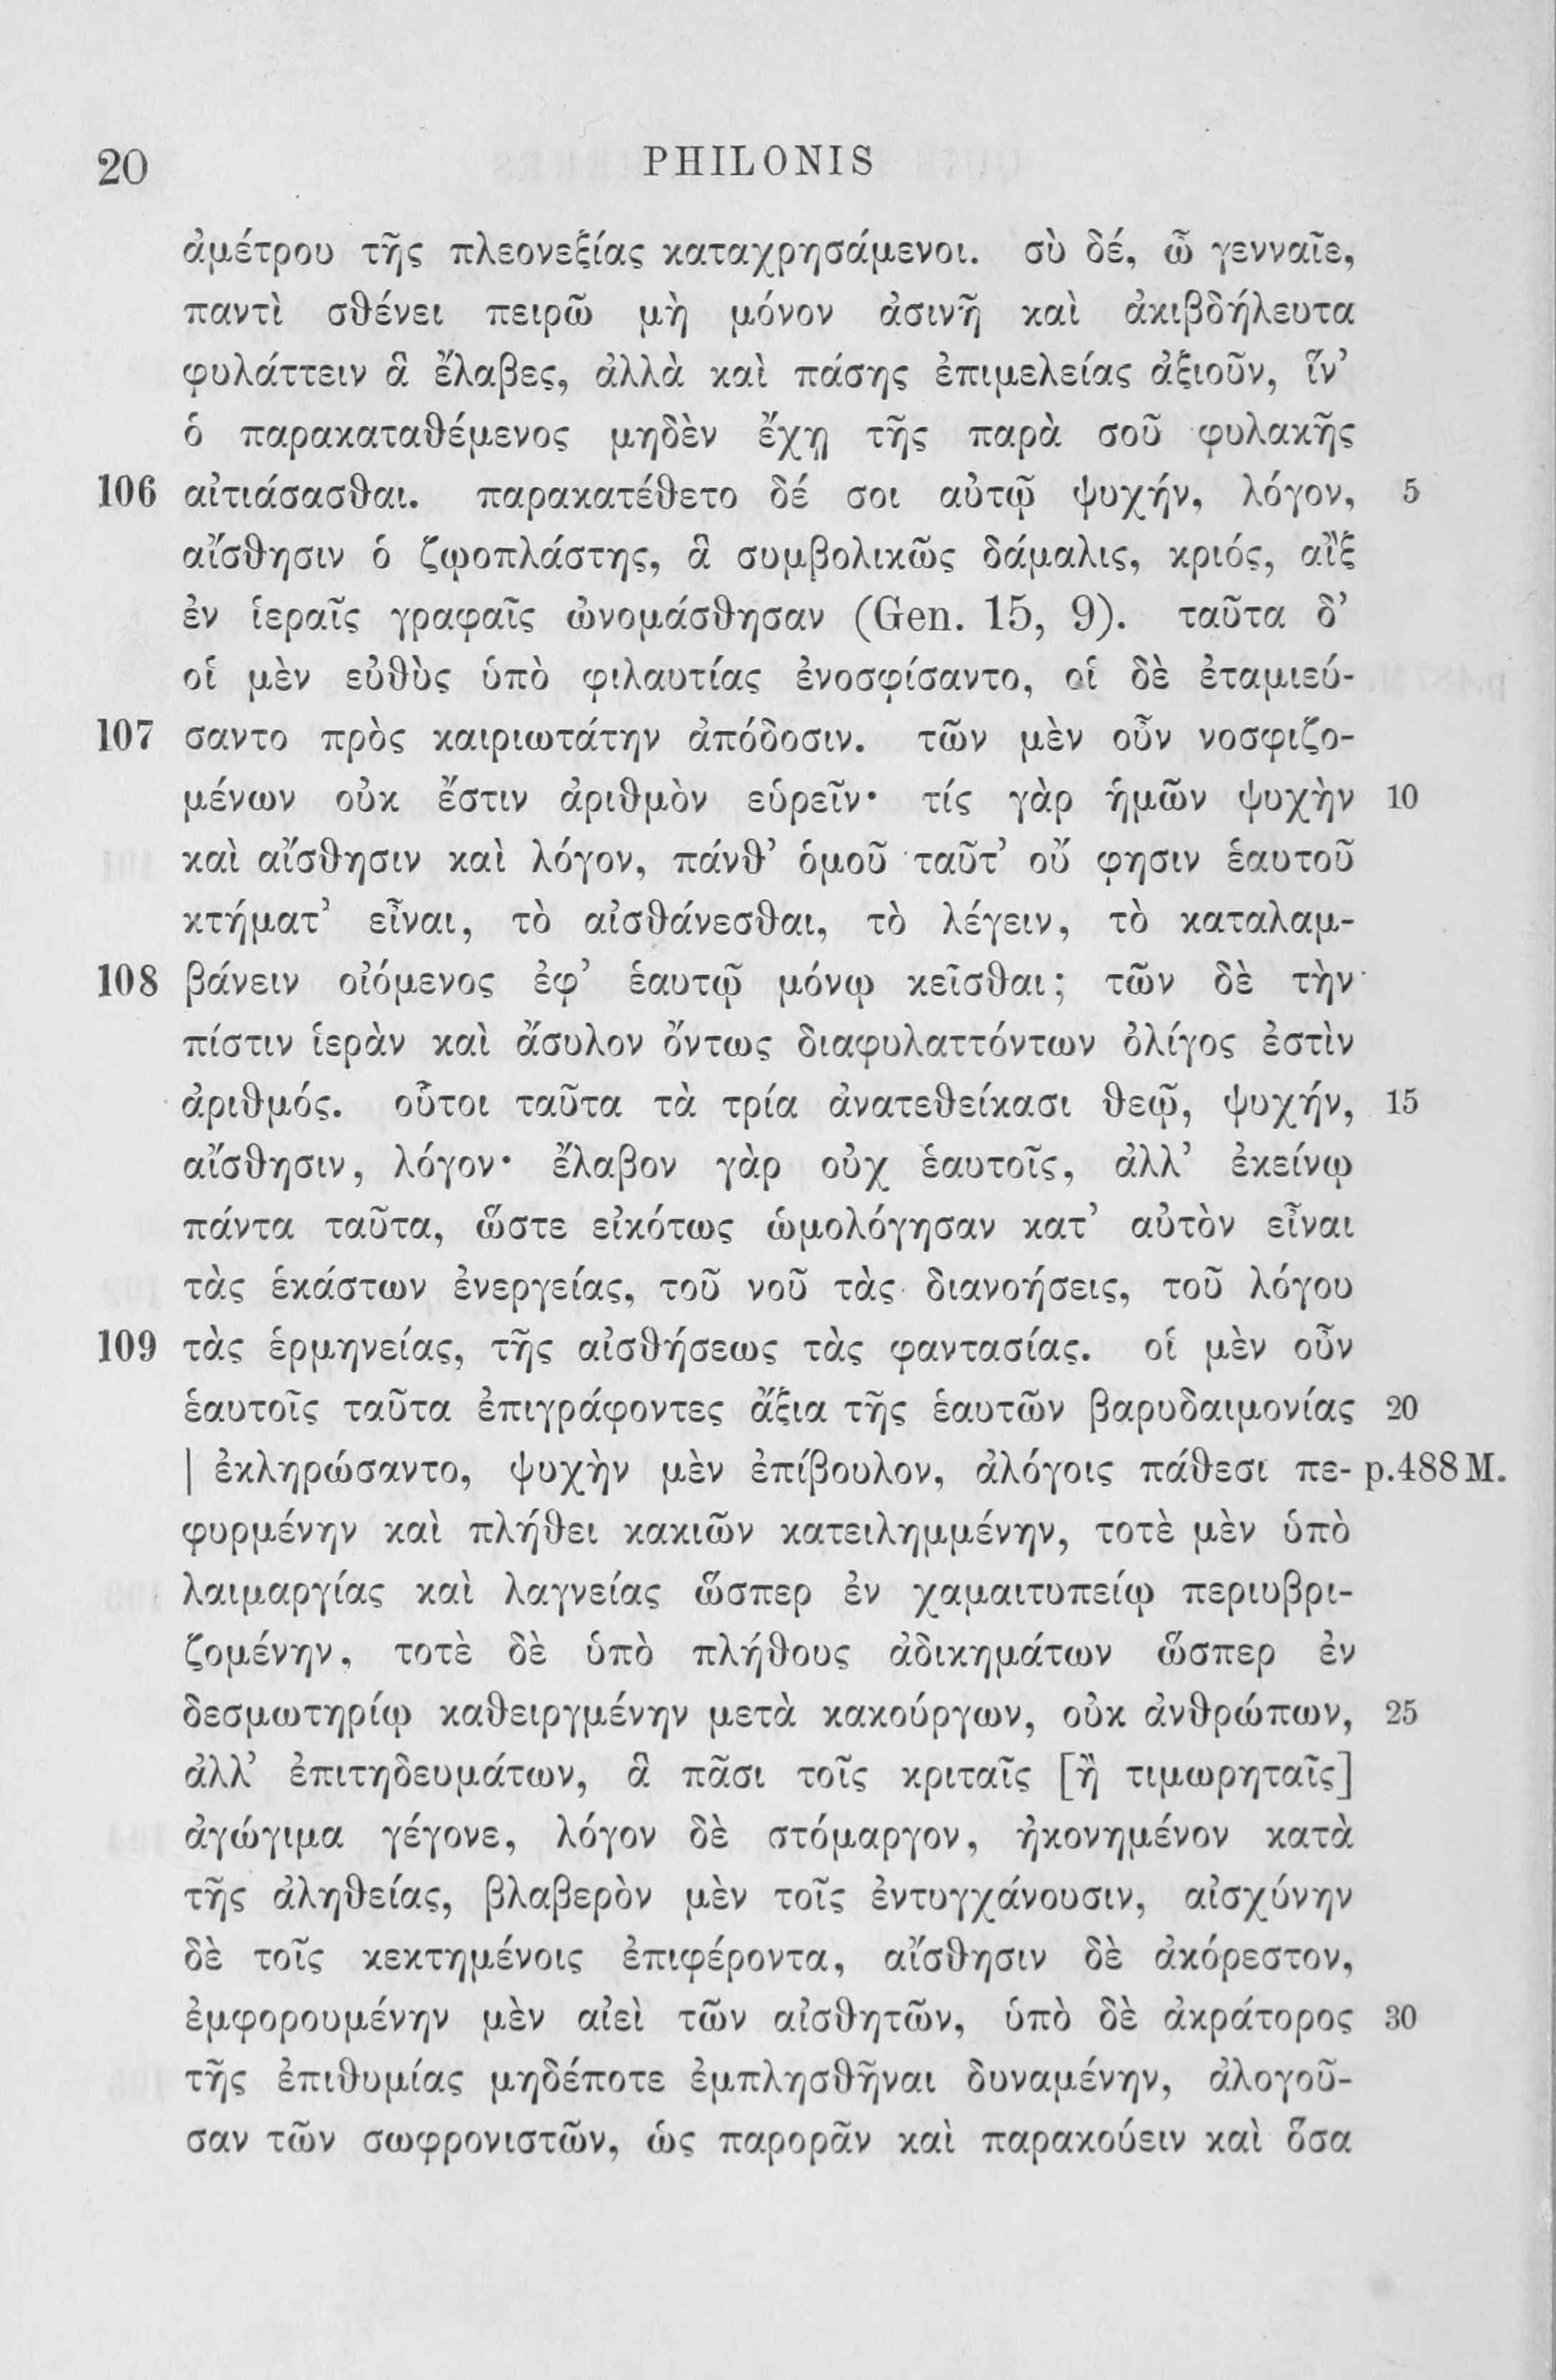 20 PHILONIS
ἀμέτρου τῆς πλεονεξίας καταχρησάμενοι. σὺ δέ, ὦ γενναῖε,
παντὶ σθένει πειρῶ μὴ μόνον ἀσινῆ καὶ ἀκιβδήλευτα
φυλάττειν ἃ ἔλαβες, ἀλλὰ καὶ πάσης ἐπιμελείας ἀξιοῦν, ἵν’
ὁ παρακαταθέμενος μηδὲν ἔχῃ τῆς παρὰ σοῦ φυλακῆς
106 αἰτιάσασθαι. παρακατέθετο δέ σοι αὐτῷ ψυχήν, λόγον, 5
αἴσθησιν ὁ ζῳοπλάστης, ἃ συμβολικῶς δάμαλις, κριός, αἲξ
ἐν ἱεραῖς γραφαῖς ὠνομάσθησαν (Gen. 15, 9). ταῦτα δ’
οἱ μὲν εὐθὺς ὑπὸ φιλαυτίας ἐνοσφίσαντο, οἱ δὲ ἐταμιεύ-
107 σαντο πρὸς καιριωτάτην ἀπόδοσιν. τῶν μὲν οὖν νοσφιζο-
μένων οὐκ ἔστιν ἀριθμὸν εὑρεῖν· τίς γὰρ ἡμῶν ψυχὴν 10
καὶ αἴσθησιν καὶ λόγον, πάνθ’ ὁμοῦ ταῦτ’ οὔ φησιν ἑαυτοῦ
κτήματ’ εἶναι, τὸ αἰσθάνεσθαι, τὸ λέγειν, τὸ καταλαμ-
108 βάνειν οἰόμενος ἐφ’ ἑαυτῷ μόνῳ κεῖσθαι; τῶν δὲ τὴν
πίστιν ἱερὰν καὶ ἄσυλον ὄντως διαφυλαττόντων ὀλίγος ἐστὶν
ἀριθμός. οὗτοι ταῦτα τὰ τρία ἀνατεθείκασι θεῷ, ψυχήν, 15
αἴσθησιν, λόγον· ἔλαβον γὰρ οὐχ ἑαυτοῖς, ἀλλ’ ἐκείνῳ
πάντα ταῦτα, ὥστε εἰκότως ὡμολόγησαν κατ’ αὐτὸν εἶναι
τὰς ἑκάστων ἐνεργείας, τοῦ νοῦ τὰς διανοήσεις, τοῦ λόγου
109 τὰς ἑρμηνείας, τῆς αἰσθήσεως τὰς φαντασίας. οἱ μὲν οὖν
ἑαυτοῖς ταῦτα ἐπιγράφοντες ἄξια τῆς ἑαυτῶν βαρυδαιμονίας 20
| ἐκληρώσαντο, ψυχὴν μὲν ἐπίβουλον, ἀλόγοις πάθεσι πε- p.488 M.
φυρμένην καὶ πλήθει κακιῶν κατειλημμένην, τοτὲ μὲν ὑπὸ
λαιμαργίας καὶ λαγνείας ὥσπερ ἐν χαμαιτυπείῳ περιυβρι-
ζομένην, τοτὲ δὲ ὑπὸ πλήθους ἀδικημάτων ὥσπερ ἐν
δεσμωτηρίῳ καθειργμένην μετὰ κακούργων, οὐκ ἀνθρώπων, 25
ἀλλ’ ἐπιτηδευμάτων, ἃ πᾶσι τοῖς κριταῖς [ἢ τιμωρηταῖς]
ἀγώγιμα γέγονε, λόγον δὲ στόμαργον, ἠκονημένον κατὰ
τῆς ἀληθείας, βλαβερὸν μὲν τοῖς ἐντυγχάνουσιν, αἰσχύνην
δὲ τοῖς κεκτημένοις ἐπιφέροντα, αἴσθησιν δὲ ἀκόρεστον,
ἐμφορουμένην μὲν αἰεὶ τῶν αἰσθητῶν, ὑπὸ δὲ ἀκράτορος 30
τῆς ἐπιθυμίας μηδέποτε ἐμπλησθῆναι δυναμένην, ἀλογοῦ-
σαν τῶν σωφρονιστῶν, ὡς παρορᾶν καὶ παρακούειν καὶ ὅσα